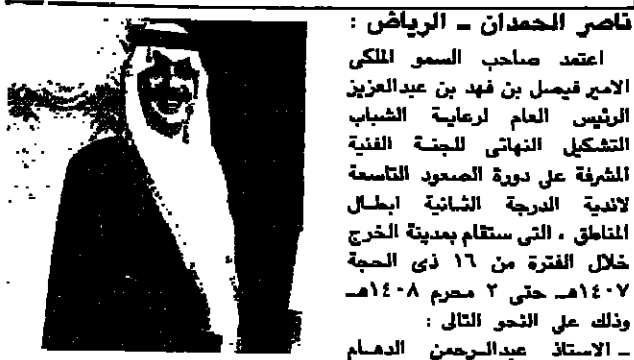 ناصر الحمدان ـ الرياض :
اعتمد صاحب السمو الملكى
الامير فيصل بن فهد بن عبدالعزيز
الرئيس العام لرعاية الشباب
التشكيل النهائى للجنة الفنية
المشرفة على دورة الصعود التاسعة
لاندية الدرجة الثانية ابطال
المناطق ، التى ستقام بمدينة الخرج
خلال الفترة من ١٦ ذى الحجة
١٤٠٧هـ حتى ٢ محرم ١٤٠٨هـ
وذلك على النحو التالى :
ـ الاستاذ عبدالرحمن الدهام